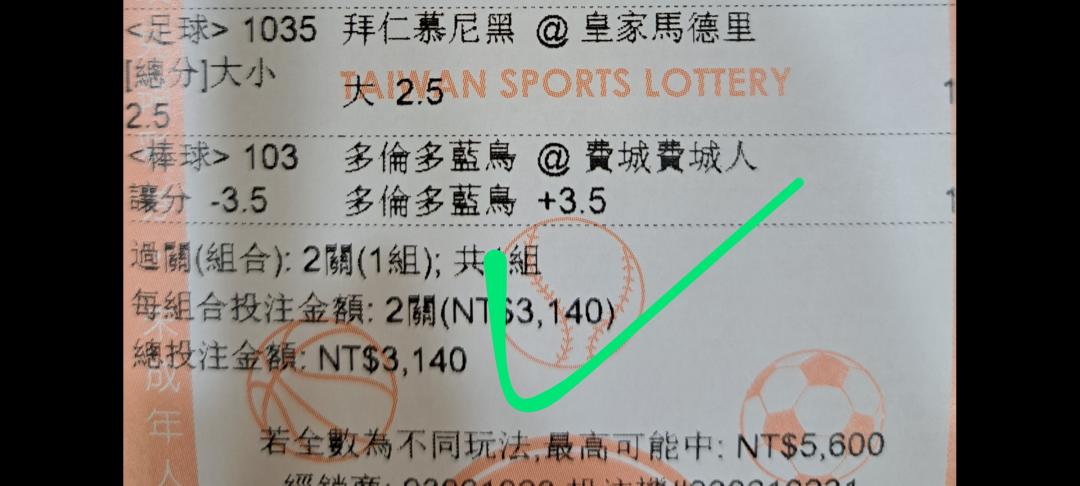 <足球> 1035 拜仁慕尼黑 @ 皇家馬德里
[總分]大小 大 2.5
2.5
TAIWAN SPORTS LOTTERY
<棒球> 103 多倫多藍鳥 @ 費城費城人
讓分 -3.5 多倫多藍鳥 +3.5
過關(組合): 2關(1組); 共1組
每組合投注金額: 2關(NT$3,140)
總投注金額: NT$3,140
若全數為不同玩法,最高可能中: NT$5,600
成年人